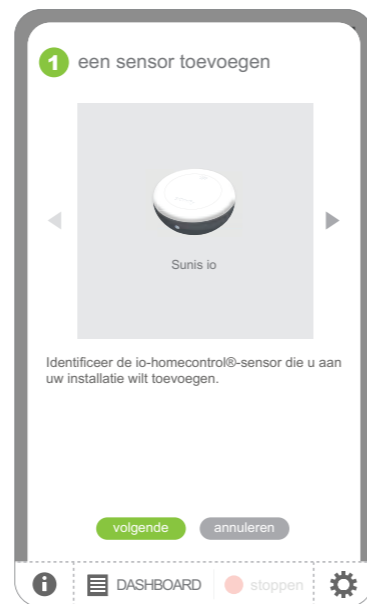 1 een sensor toevoegen
Sunis io
Identificeer de io-homecontrol®-sensor die u aan
uw installatie wilt toevoegen.
volgende annuleren
i DASHBOARD stoppen